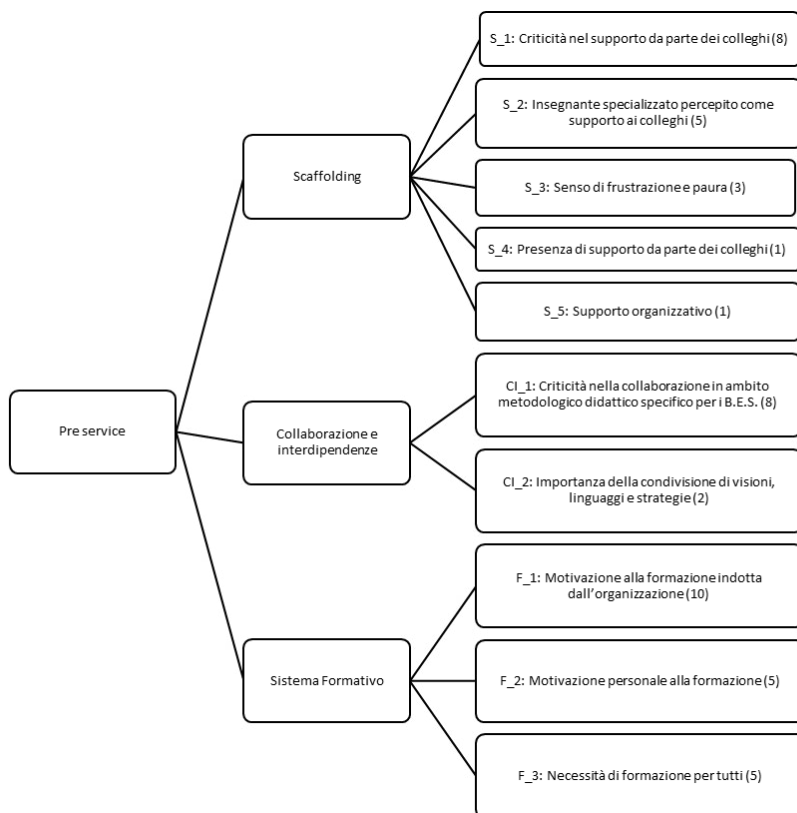 Pre service
Scaffolding
S_1: Criticità nel supporto da parte dei colleghi (8)
S_2: Insegnante specializzato percepito come
supporto ai colleghi (5)
S_3: Senso di frustrazione e paura (3)
S_4: Presenza di supporto da parte dei colleghi (1)
S_5: Supporto organizzativo (1)
Collaborazione e
interdipendenze
CI_1: Criticità nella collaborazione in ambito
metodologico didattico specifico per i B.E.S. (8)
CI_2: Importanza della condivisione di visioni,
linguaggi e strategie (2)
Sistema Formativo
F_1: Motivazione alla formazione indotta
dall'organizzazione (10)
F_2: Motivazione personale alla formazione (5)
F_3: Necessità di formazione per tutti (5)